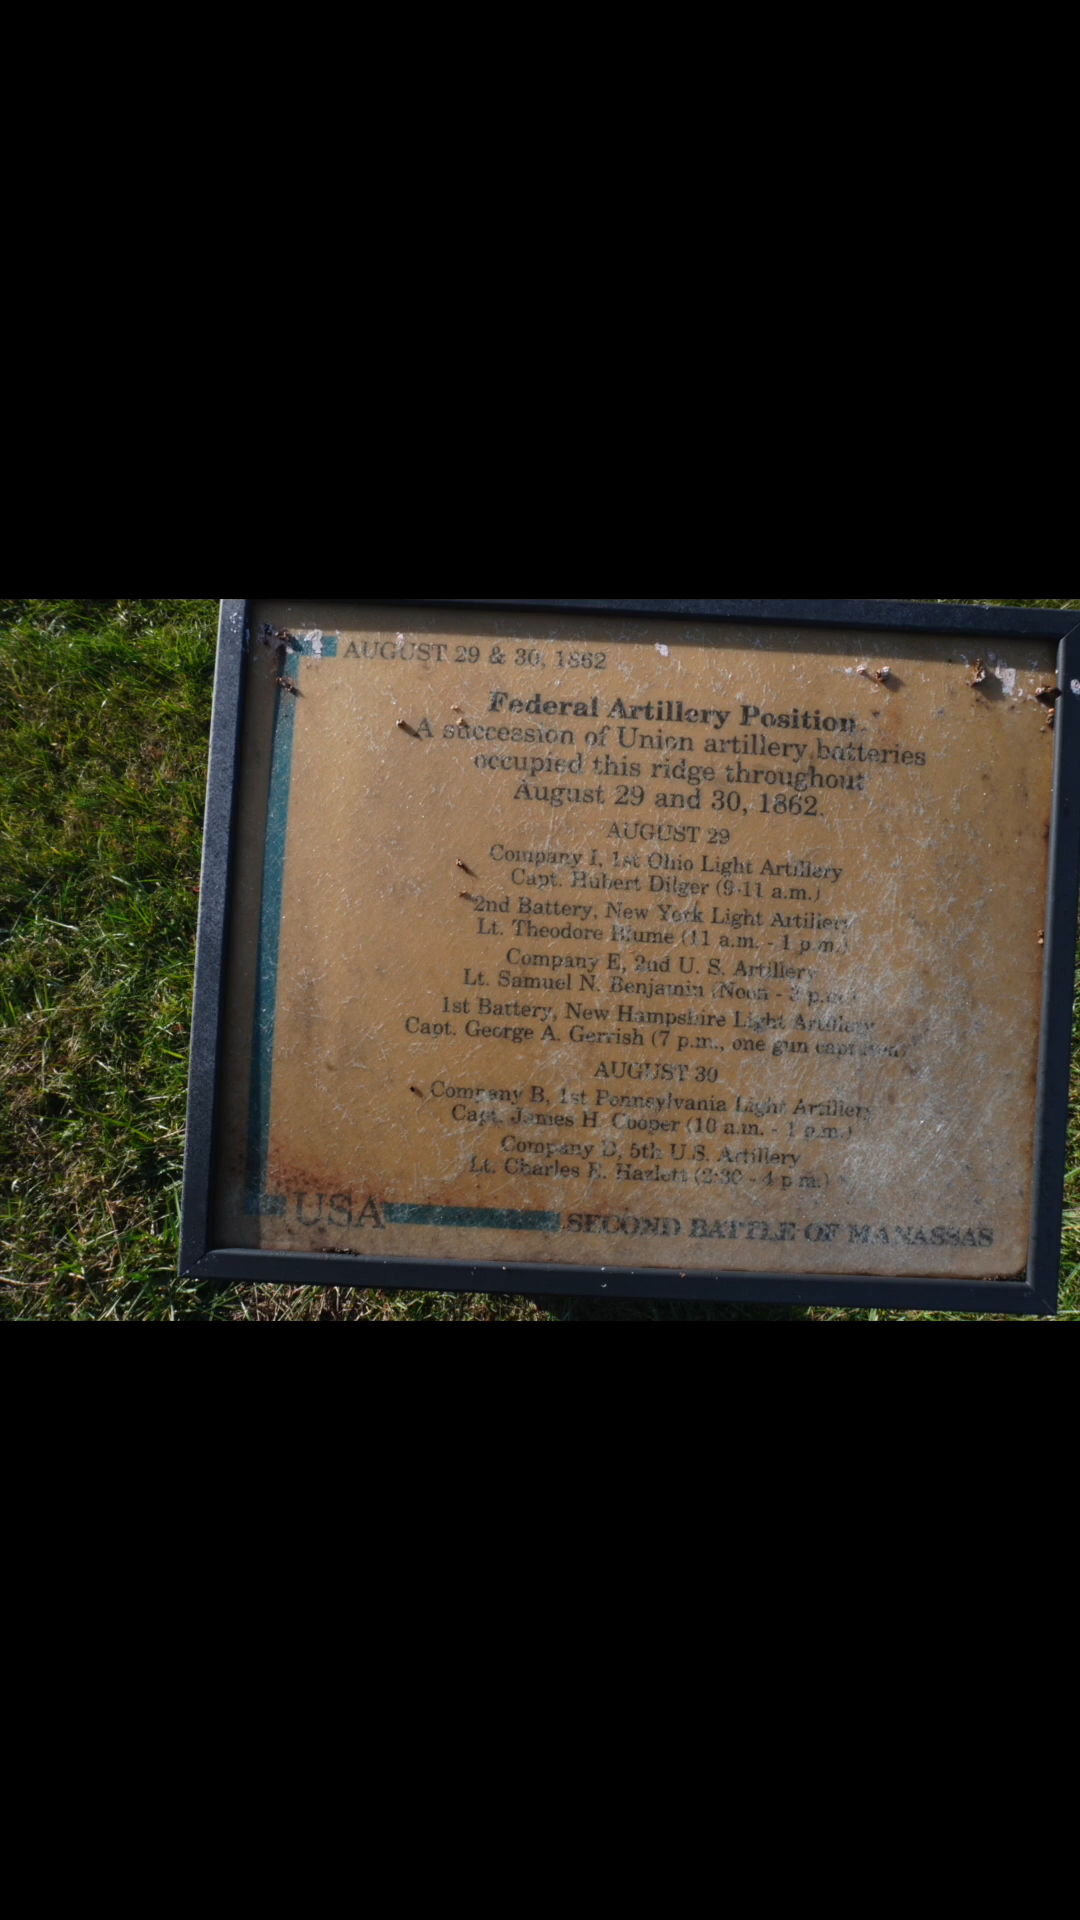 AUGUST 29 & 30, 1862
Federal Artillery Position
A succession of Union artillery batteries
occupied this ridge throughout
August 29 and 30, 1862.
AUGUST 29
Company I, 1st Ohio Light Artillery
Capt. Hubert Dilger (9-11 a.m.)
2nd Battery, New York Light Artillery
Lt. Theodore Blume (11 a.m. - 1 p.m.)
Company E, 2nd U. S. Artillery
Lt. Samuel N. Benjamin (Noon - p.m.)
1st Battery, New Hampshire Light Artillery
Capt. George A. Gerrish (7 p.m., one gun captured)
AUGUST 30
Company B, 1st Pennsylvania Light Artillery
Capt. James H. Cooper (10 a.m. - 1 p.m.)
Company D, 5th U.S. Artillery
Lt. Charles E. Hazlett (2:30 - 4 p.m.)
USA
SECOND BATTLE OF MANASSAS